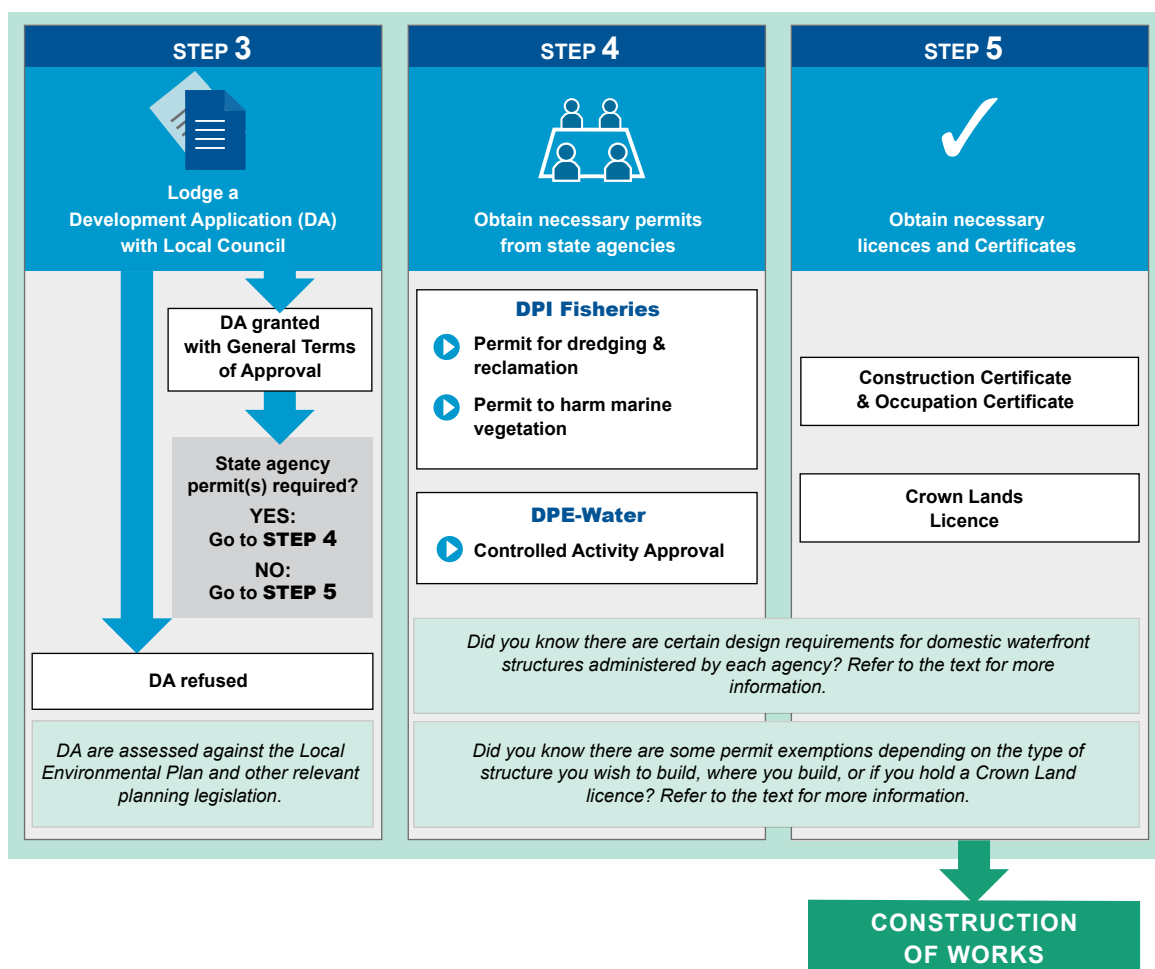 STEP 3
Lodge a
Development Application (DA)
with Local Council
DA granted
with General Terms
of Approval
State agency
permit(s) required?
YES:
Go to STEP 4
NO:
Go to STEP 5
DA refused
DA are assessed against the Local
Environmental Plan and other relevant
planning legislation.
STEP 4
Obtain necessary permits
from state agencies
DPI Fisheries
Permit for dredging &
reclamation
Permit to harm marine
vegetation
DPE-Water
Controlled Activity Approval
STEP 5
Obtain necessary
licences and Certificates
Construction Certificate
& Occupation Certificate
Crown Lands
Licence
Did you know there are certain design requirements for domestic waterfront
structures administered by each agency? Refer to the text for more
information.
Did you know there are some permit exemptions depending on the type of
structure you wish to build, where you build, or if you hold a Crown Land
licence? Refer to the text for more information.
CONSTRUCTION
OF WORKS